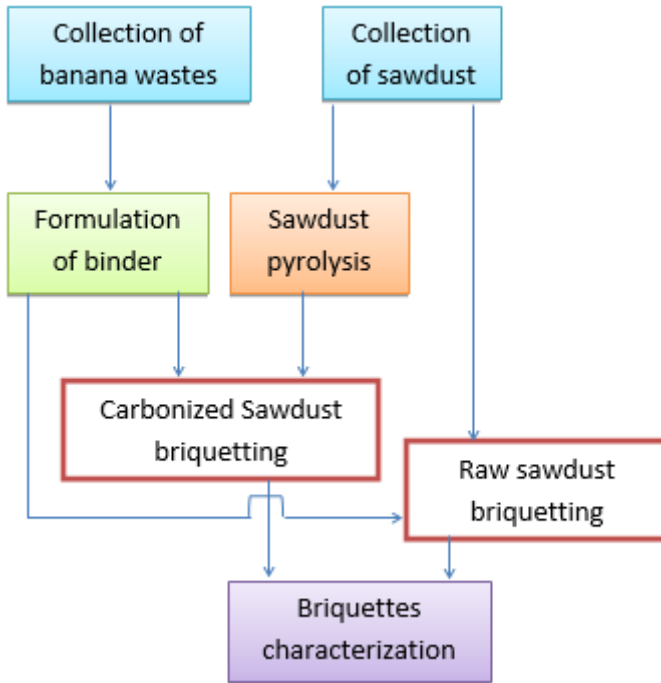 Collection of
banana wastes
Collection
of sawdust
Formulation
of binder
Sawdust
pyrolysis
Carbonized Sawdust
briquetting
Raw sawdust
briquetting
Briquettes
characterization